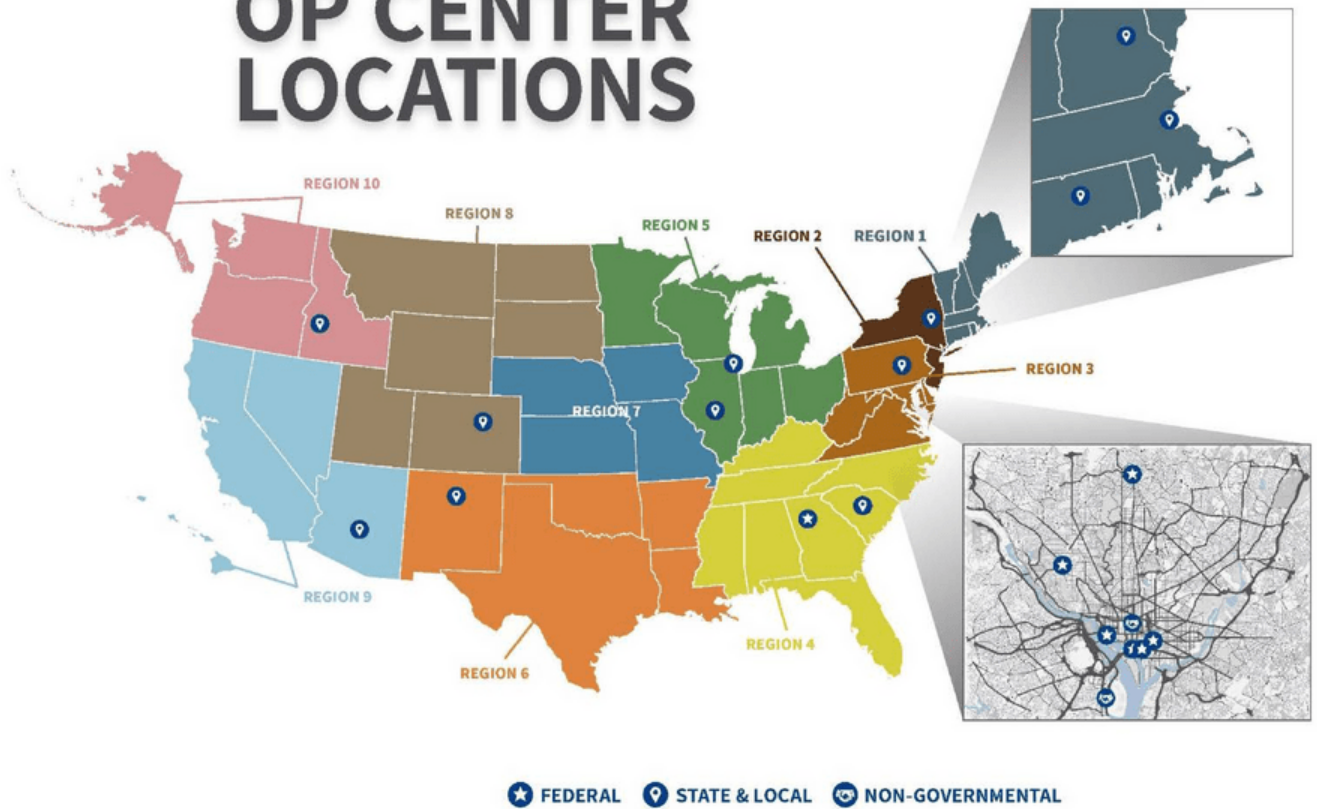 OP CENTER
LOCATIONS
REGION 10
REGION 8
REGION 5
REGION 2
REGION 1
REGION 3
REGION 7
REGION 9
REGION 4
REGION 6
FEDERAL
STATE & LOCAL
NON-GOVERNMENTAL